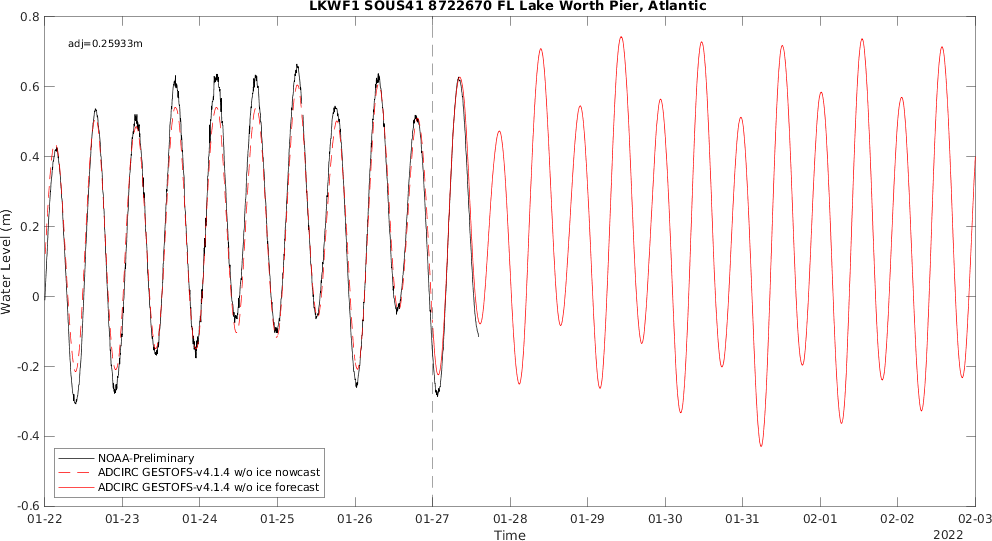 LKWF1 SOUS41 8722670 FL Lake Worth Pier, Atlantic
0.8
adj=0.25933m
0.6
0.4
0.2
Water Level (m)
0
-0.2
-0.4
NOAA-Preliminary
ADCIRC GESTOFS-v4.1.4 w/o ice nowcast
ADCIRC GESTOFS-v4.1.4 w/o ice forecast
-0.6
01-22 01-23 01-24 01-25 01-26 01-27 01-28 01-29 01-30 01-31 02-01 02-02 02-03
Time
2022